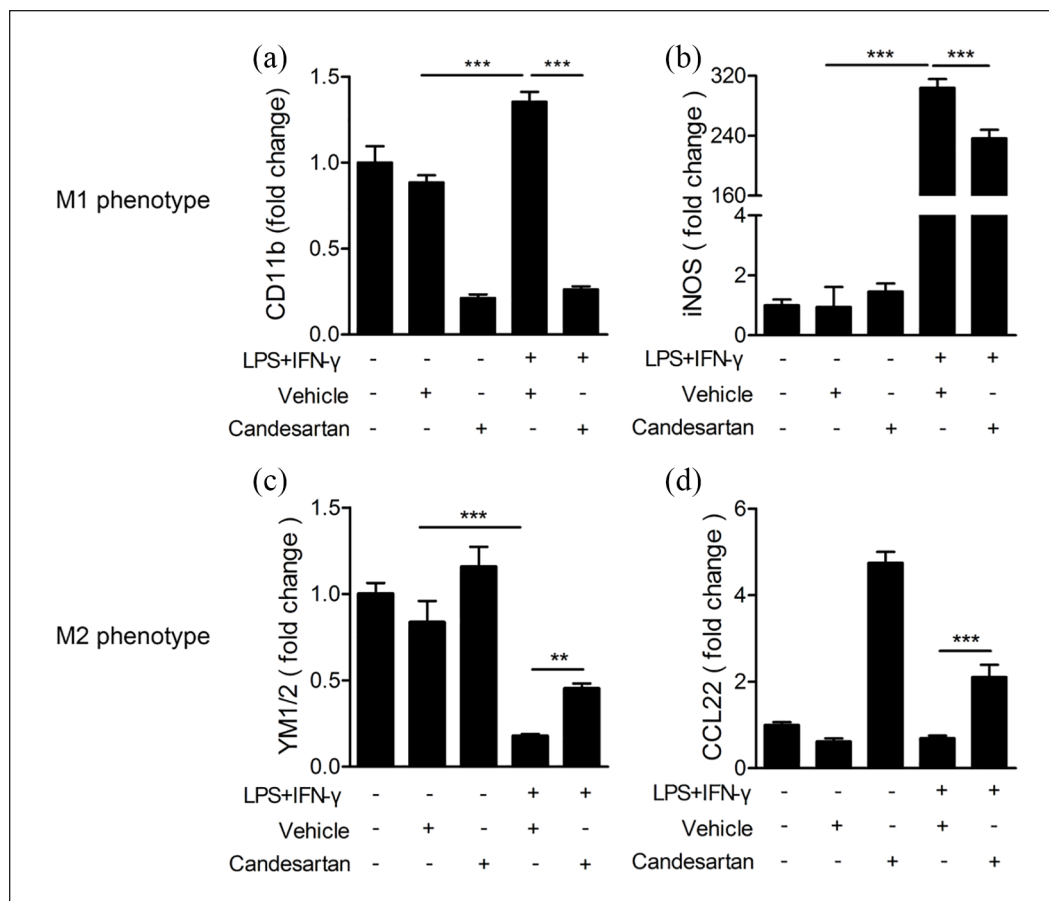 M1 phenotype
(a)
CD11b (fold change)
1.5
1.0
0.5
0.0
***
***
LPS+IFN-γ - - - + +
Vehicle - + - + -
Candesartan - - + - +
(b)
iNOS ( fold change )
320
240
160
4
2
0
***
***
LPS+IFN-γ - - - + +
Vehicle - + - + -
Candesartan - - + - +
M2 phenotype
(c)
YM1/2 ( fold change )
1.5
1.0
0.5
0.0
***
**
LPS+IFN-γ - - - + +
Vehicle - + - + -
Candesartan - - + - +
(d)
CCL22 ( fold change )
6
4
2
0
***
LPS+IFN-γ - - - + +
Vehicle - + - + -
Candesartan - - + - +